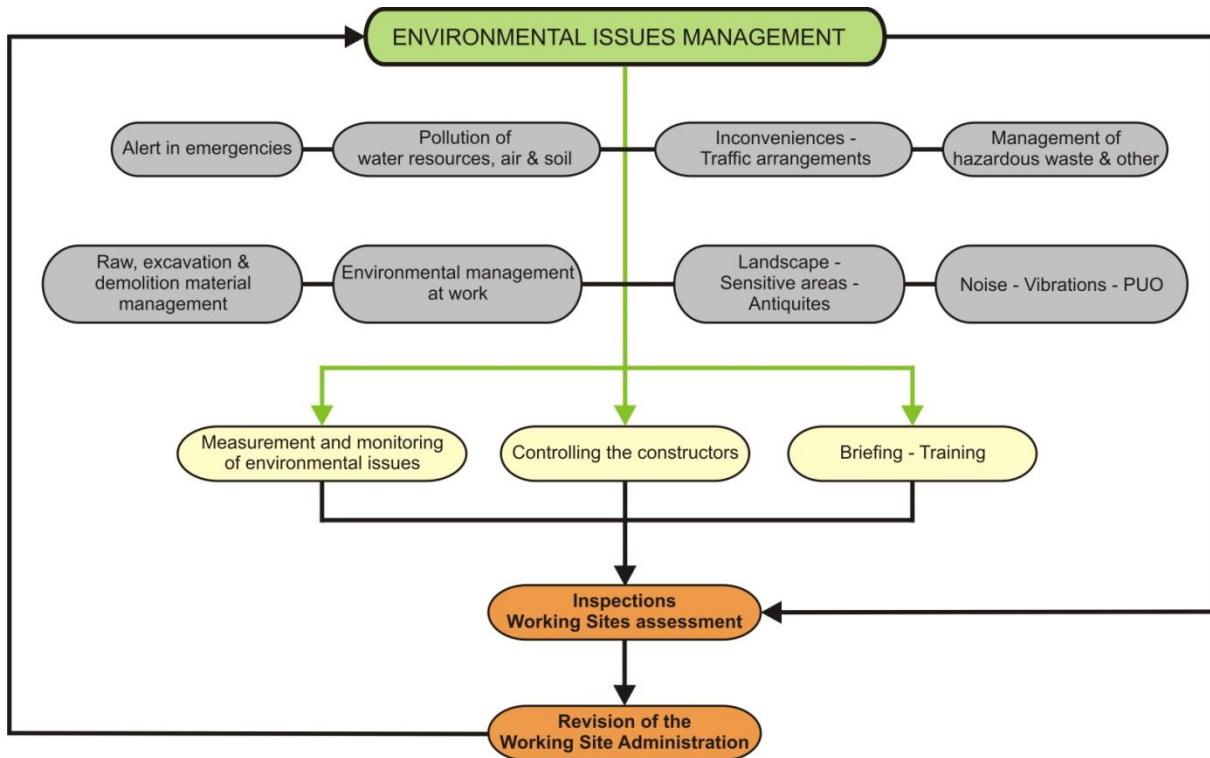 ENVIRONMENTAL ISSUES MANAGEMENT
Alert in emergencies
Pollution of
water resources, air & soil
Inconveniences -
Traffic arrangements
Management of
hazardous waste & other
Raw, excavation &
demolition material
management
Environmental management
at work
Landscape -
Sensitive areas -
Antiquites
Noise - Vibrations - PUO
Measurement and monitoring
of environmental issues
Controlling the constructors
Briefing - Training
Inspections
Working Sites assessment
Revision of the
Working Site Administration